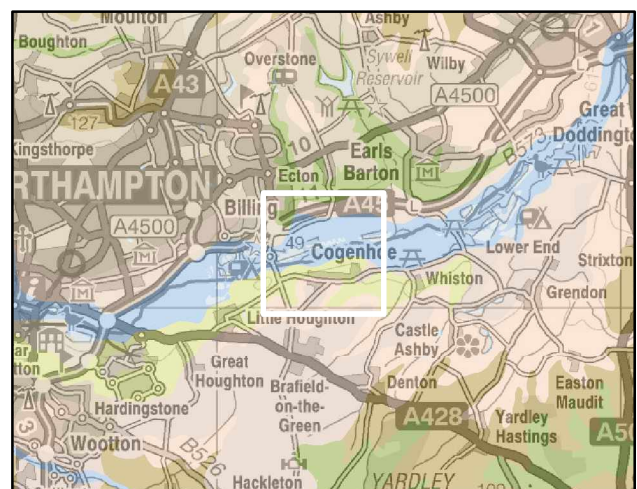 Moulton
Ashby
Boughton
Overstone
Sywell
Reservoir
Wilby
A43
A4500
127
Great
Doddingt
Kingsthorpe
10
Earls
Barton
B573
61
Ecton
RTHAMPTON
Billing
A45
A4500
49
Cogenhoe
Lower End
Strixton
Whiston
Grendon
Little Houghton
Castle
Ashby
Great
Houghton
Brafield-
on-the-
Green
Denton
Easton
Maudit
Hardingstone
A428
Yardley
Hastings
A5
Wootton
B526
Hackleton
YARDLEY